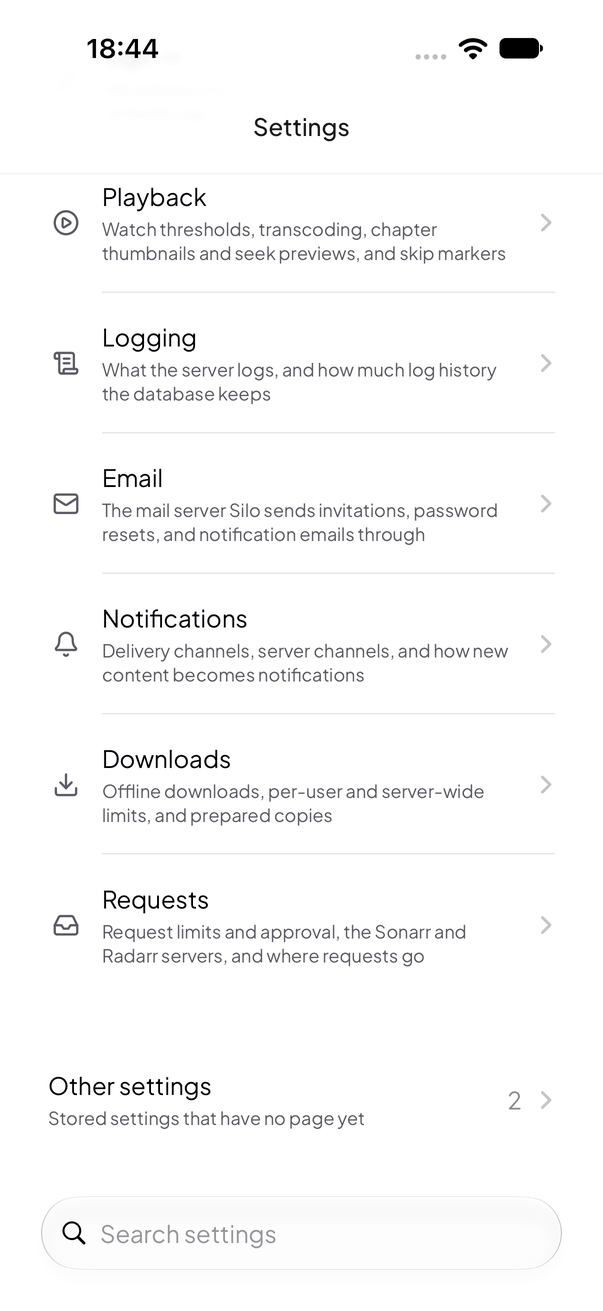 18:44
Settings
Playback
Watch thresholds, transcoding, chapter
thumbnails and seek previews, and skip markers
Logging
What the server logs, and how much log history
the database keeps
Email
The mail server Silo sends invitations, password
resets, and notification emails through
Notifications
Delivery channels, server channels, and how new
content becomes notifications
Downloads
Offline downloads, per-user and server-wide
limits, and prepared copies
Requests
Request limits and approval, the Sonarr and
Radarr servers, and where requests go
Other settings
2
Stored settings that have no page yet
Search settings